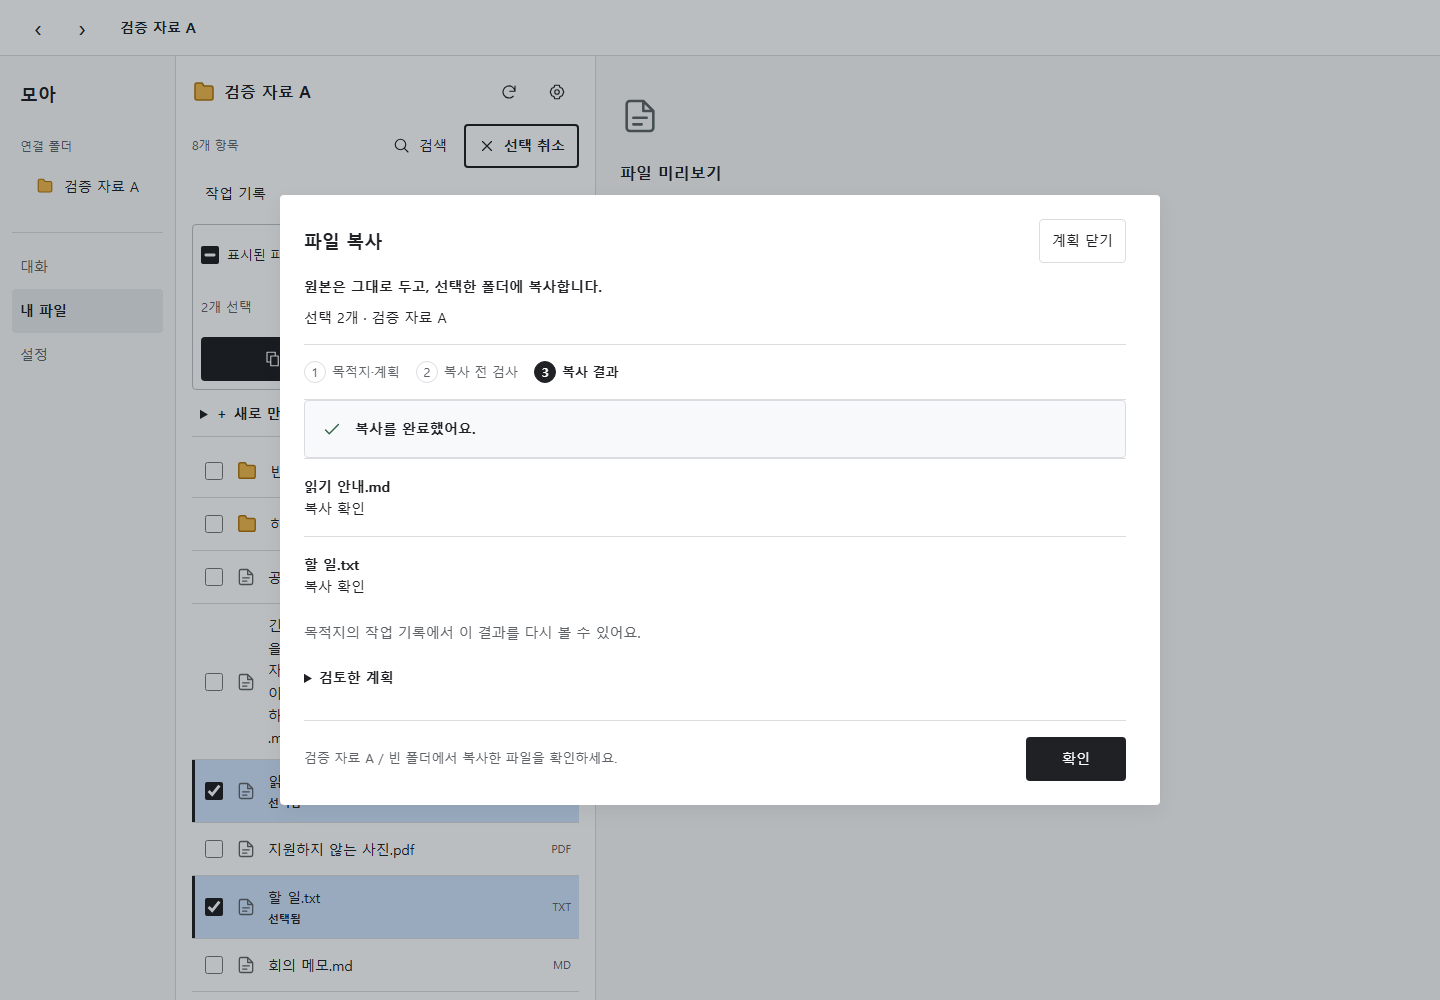 검증 자료 A
모아
연결 폴더
검증 자료 A
대화
내 파일
설정
검증 자료 A
8개 항목
검색
선택 취소
작업 기록
표시된
2개 선택
+ 새로
지원하지 않는 사진.pdf
PDF
할 일.txt
선택됨
TXT
회의 메모.md
MD
파일 미리보기
파일 복사
계획 닫기
원본은 그대로 두고, 선택한 폴더에 복사합니다.
선택 2개 · 검증 자료 A
1 목적지·계획 2 복사 전 검사 3 복사 결과
복사를 완료했어요.
읽기 안내.md
복사 확인
할 일.txt
복사 확인
목적지의 작업 기록에서 이 결과를 다시 볼 수 있어요.
검토한 계획
검증 자료 A / 빈 폴더에서 복사한 파일을 확인하세요.
확인